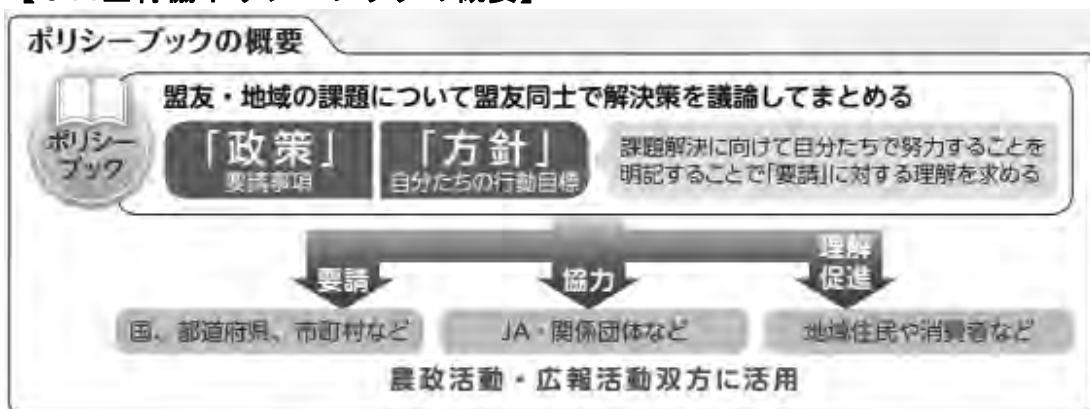 ポリシーブックの概要
盟友・地域の課題について盟友同士で解決策を議論してまとめる
ポリシー
ブック
「政策」
要請事項
「方針」
自分たちの行動目標
課題解決に向けて自分たちで努力することを
明記することで「要請」に対する理解を求める
要請
協力
理解
促進
国、都道府県、市町村など
JA・関係団体など
地域住民や消費者など
農政活動・広報活動双方に活用